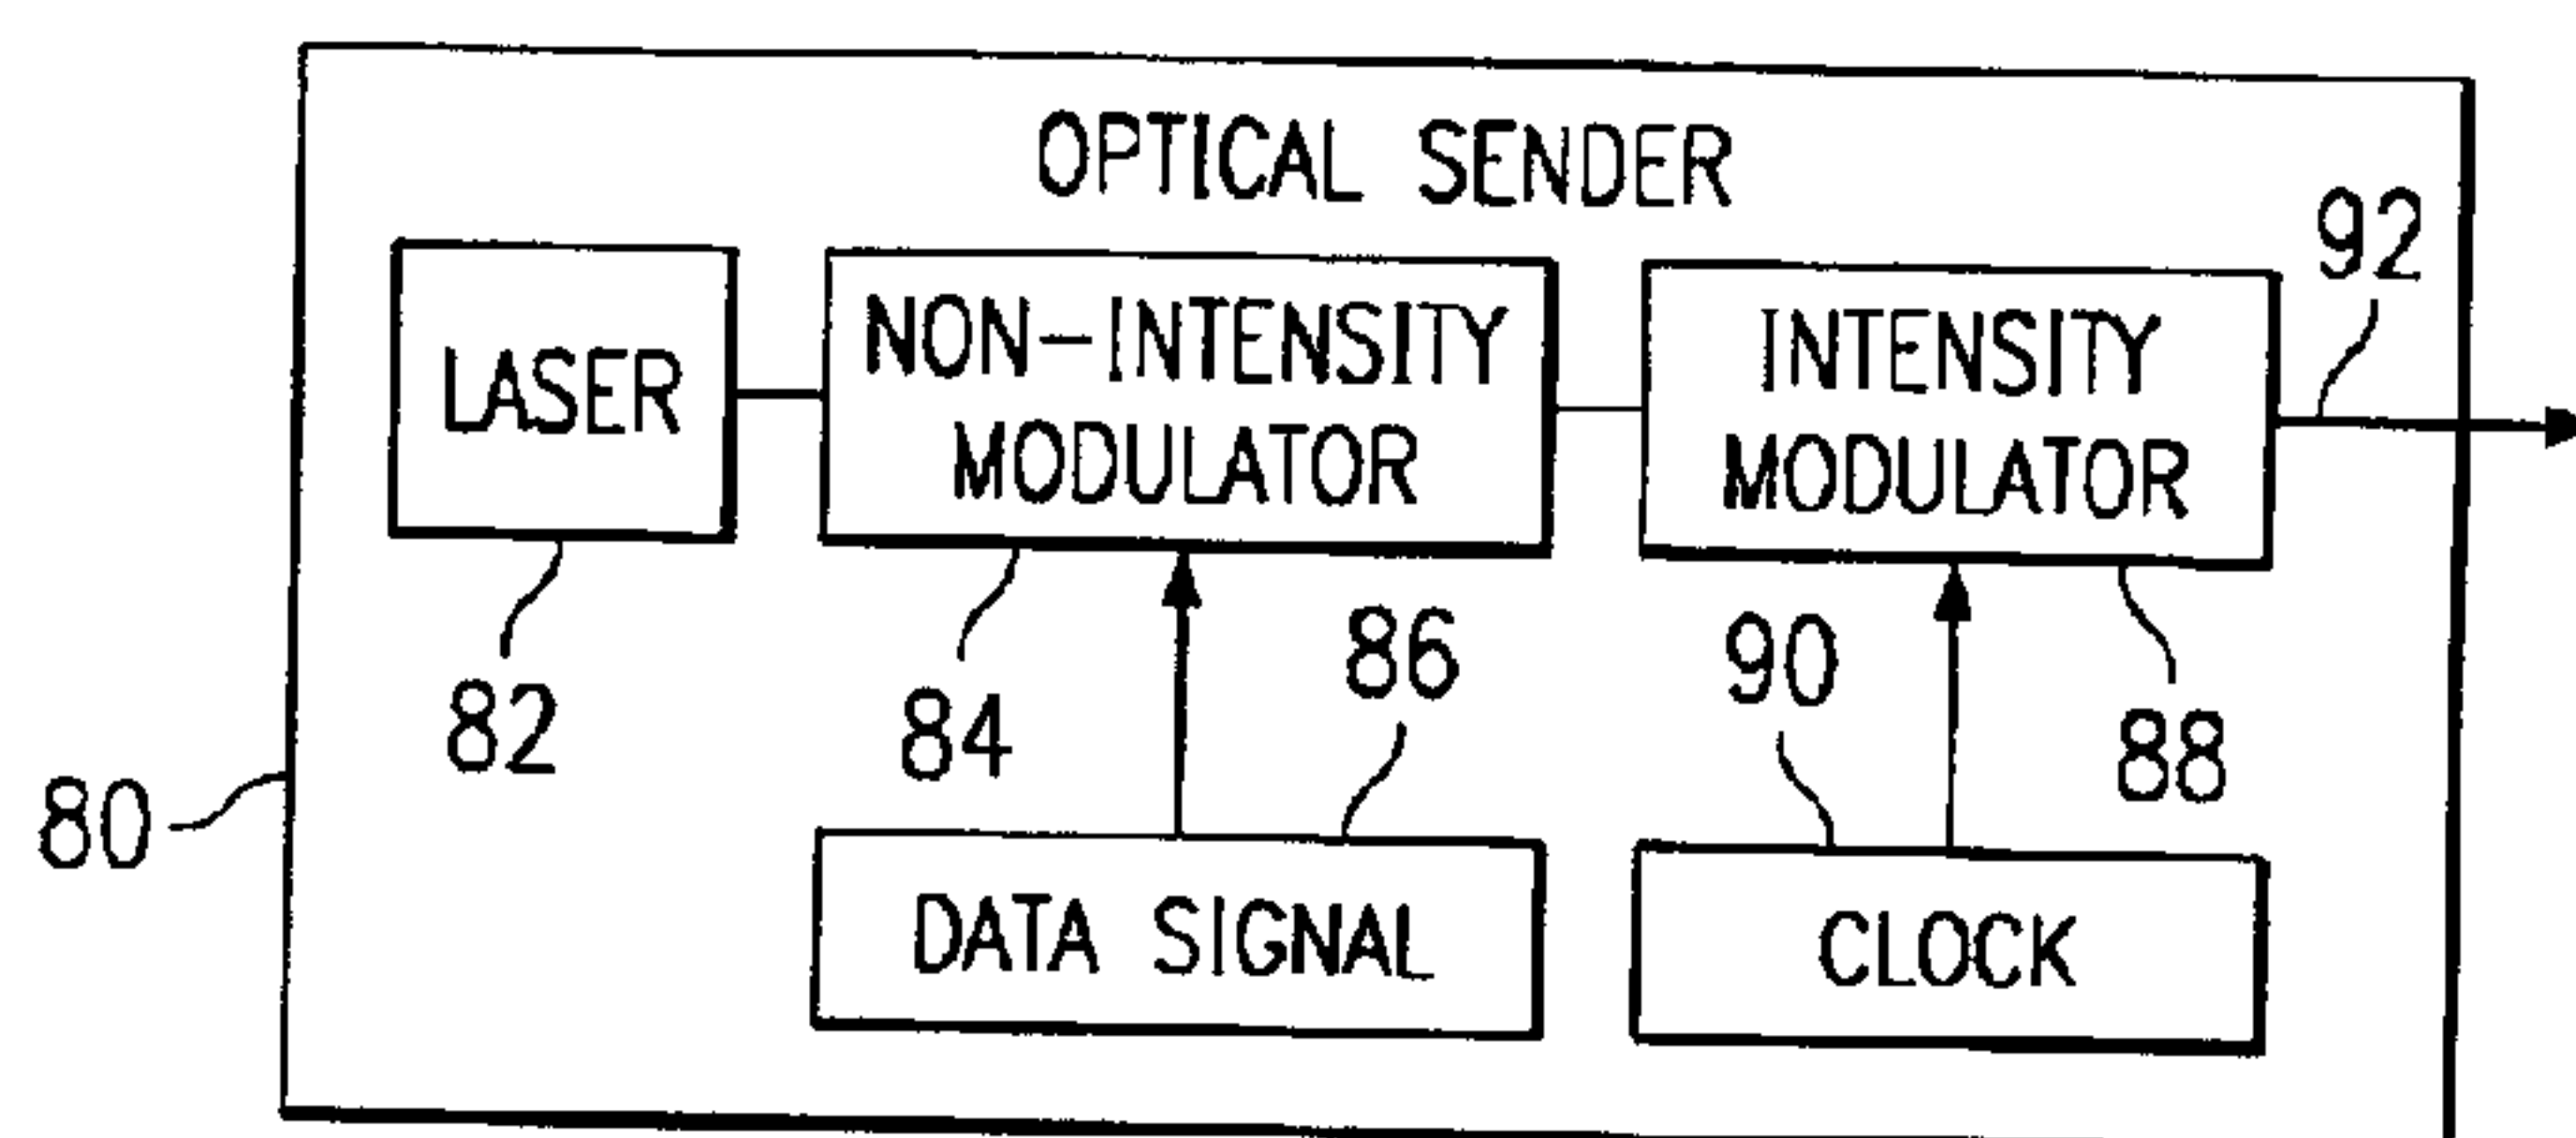 OPTICAL SENDER
92
LASER
NON-INTENSITY
MODULATOR
INTENSITY
MODULATOR
82
84
86
90
88
80
DATA SIGNAL
CLOCK